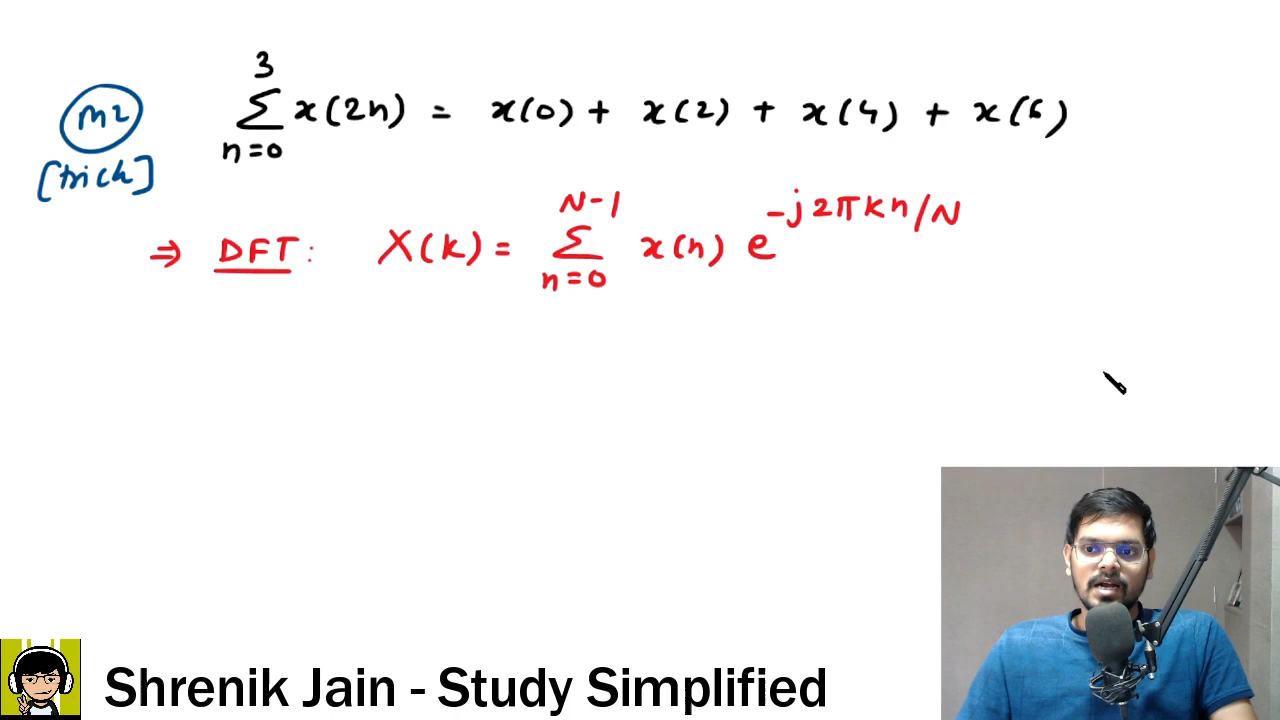 m2
[trick]
3
∑ x(2n) = x(0) + x(2) + x(4) + x(6)
n=0
⇒ DFT: X(k) = ∑ x(n) e^{-j2πkn/N}
N-1
n=0
Shrenik Jain - Study Simplified